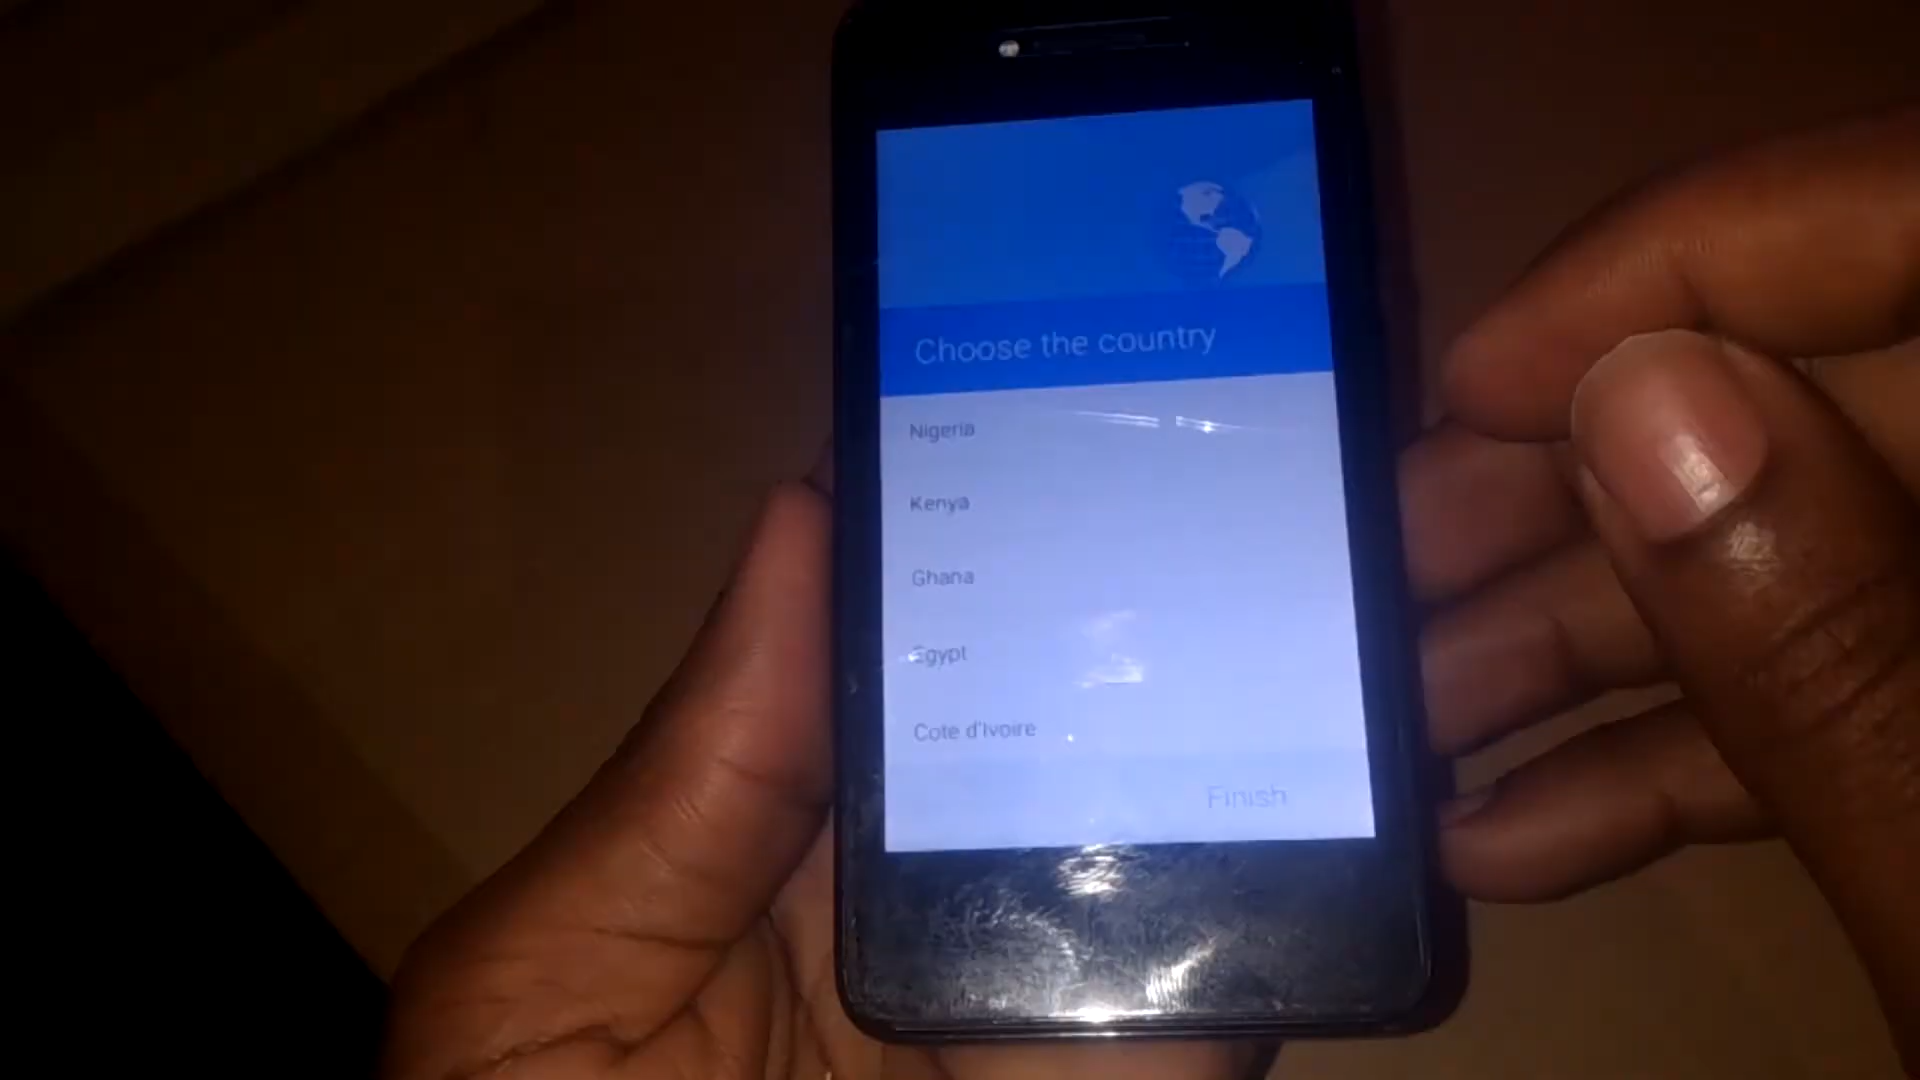 Choose the country
Nigeria
Kenya
Ghana
Egypt
Cote d'Ivoire
Finish